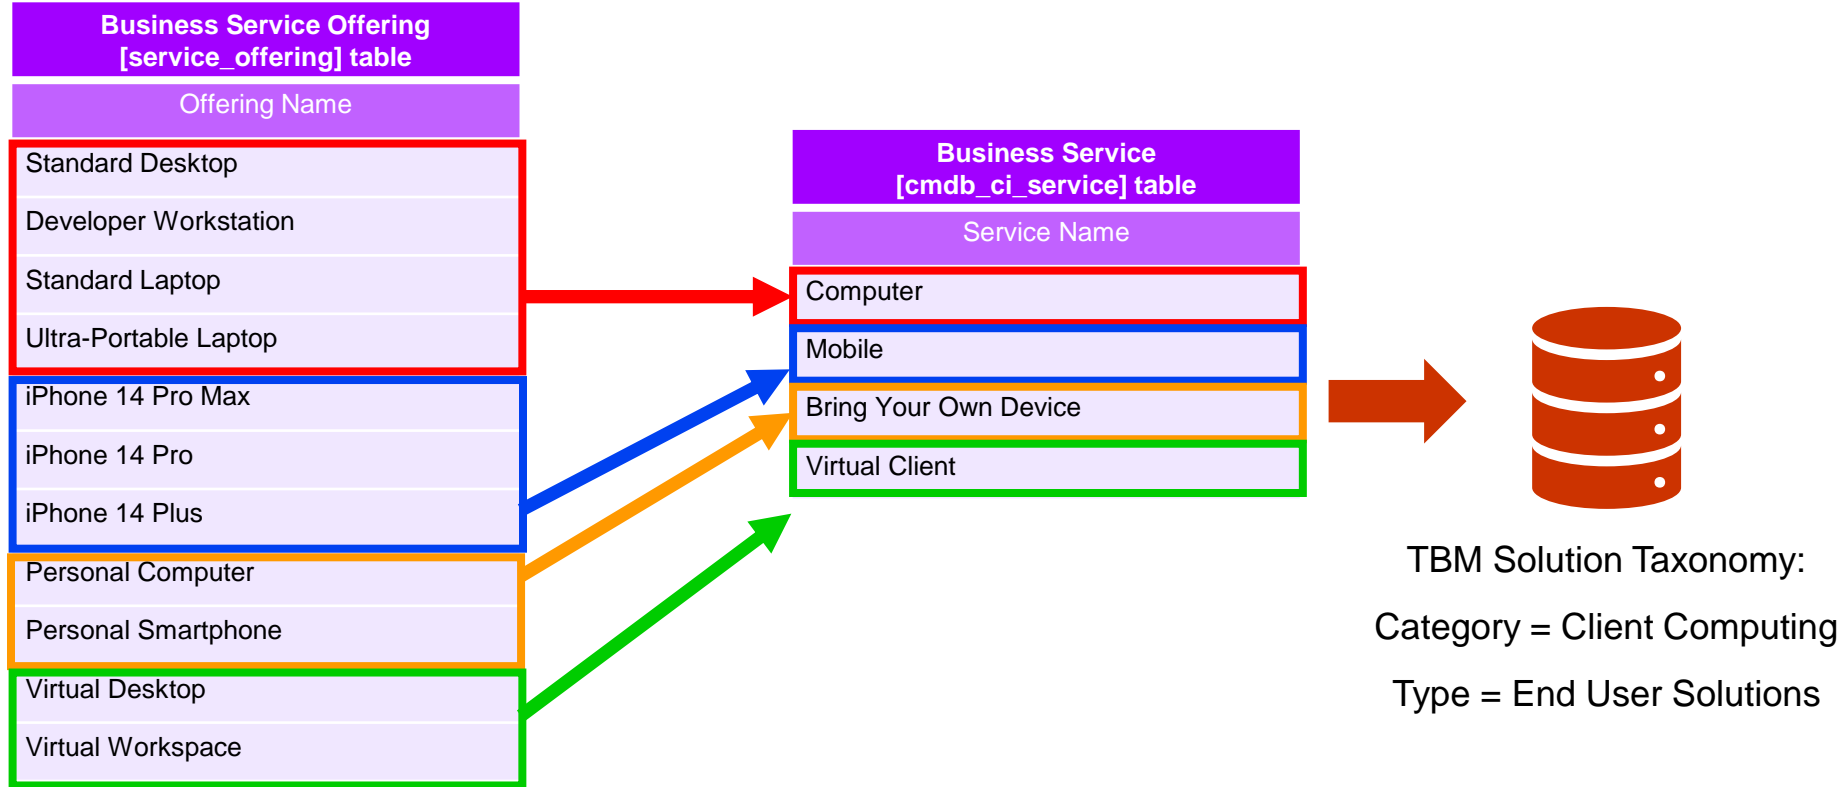 Business Service Offering
[service_offering] table
Offering Name
Standard Desktop
Developer Workstation
Standard Laptop
Ultra-Portable Laptop
iPhone 14 Pro Max
iPhone 14 Pro
iPhone 14 Plus
Personal Computer
Personal Smartphone
Virtual Desktop
Virtual Workspace
Business Service
[cmdb_ci_service] table
Service Name
Computer
Mobile
Bring Your Own Device
Virtual Client
TBM Solution Taxonomy:
Category = Client Computing
Type = End User Solutions